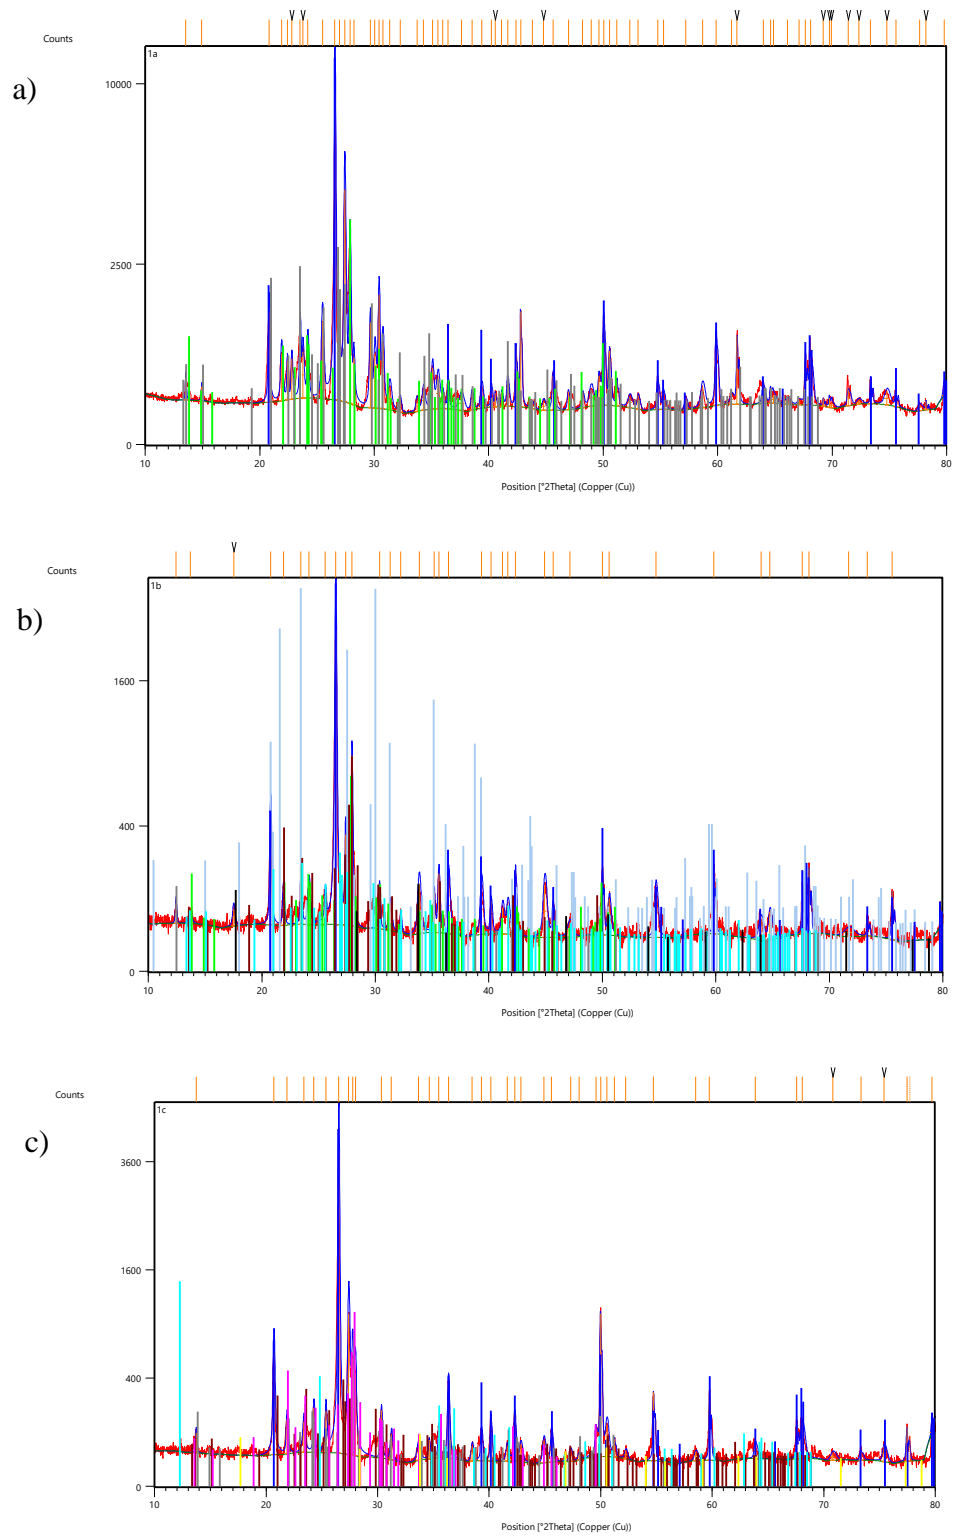 Counts
a)
1a
10000
2500
0
10 20 30 40 50 60 70 80
Position [°2Theta] (Copper (Cu))
Counts
b)
1b
1600
400
0
10 20 30 40 50 60 70 80
Position [°2Theta] (Copper (Cu))
Counts
c)
1c
3600
1600
400
0
10 20 30 40 50 60 70 80
Position [°2Theta] (Copper (Cu))